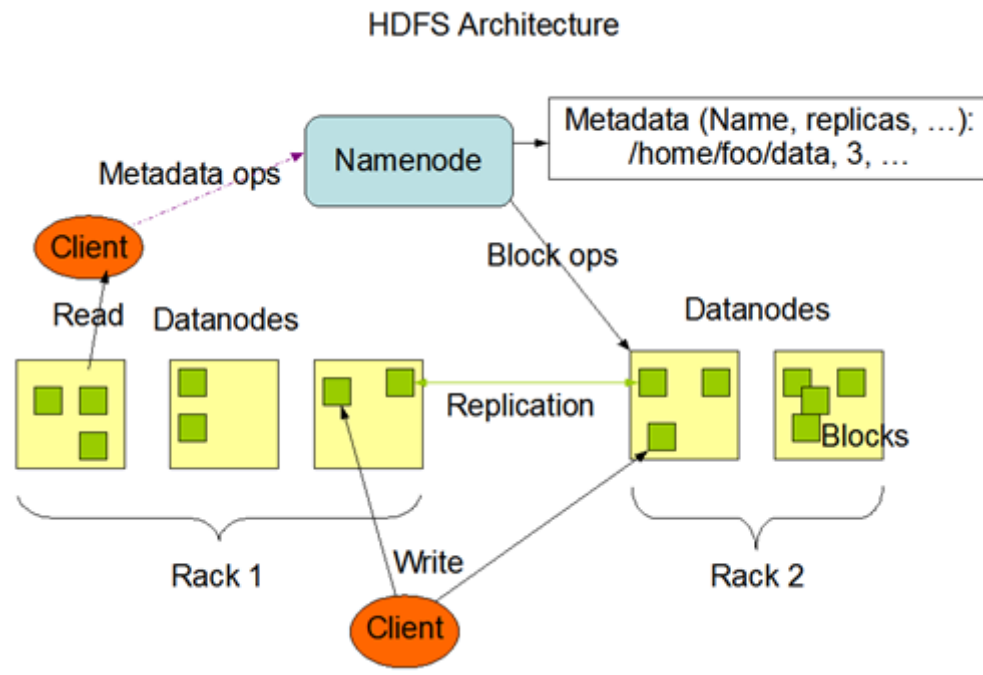 HDFS Architecture
Metadata (Name, replicas, …):
/home/foo/data, 3, …
Namenode
Metadata ops
Client
Block ops
Read
Datanodes
Datanodes
Replication
Blocks
Rack 1
Write
Rack 2
Client